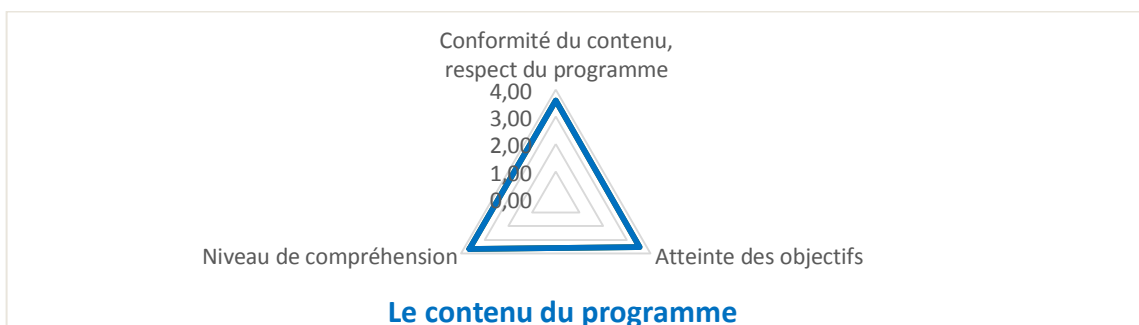 Conformité du contenu,
respect du programme
4,00
3,00
2,00
1,00
0,00
Niveau de compréhension
Atteinte des objectifs
Le contenu du programme